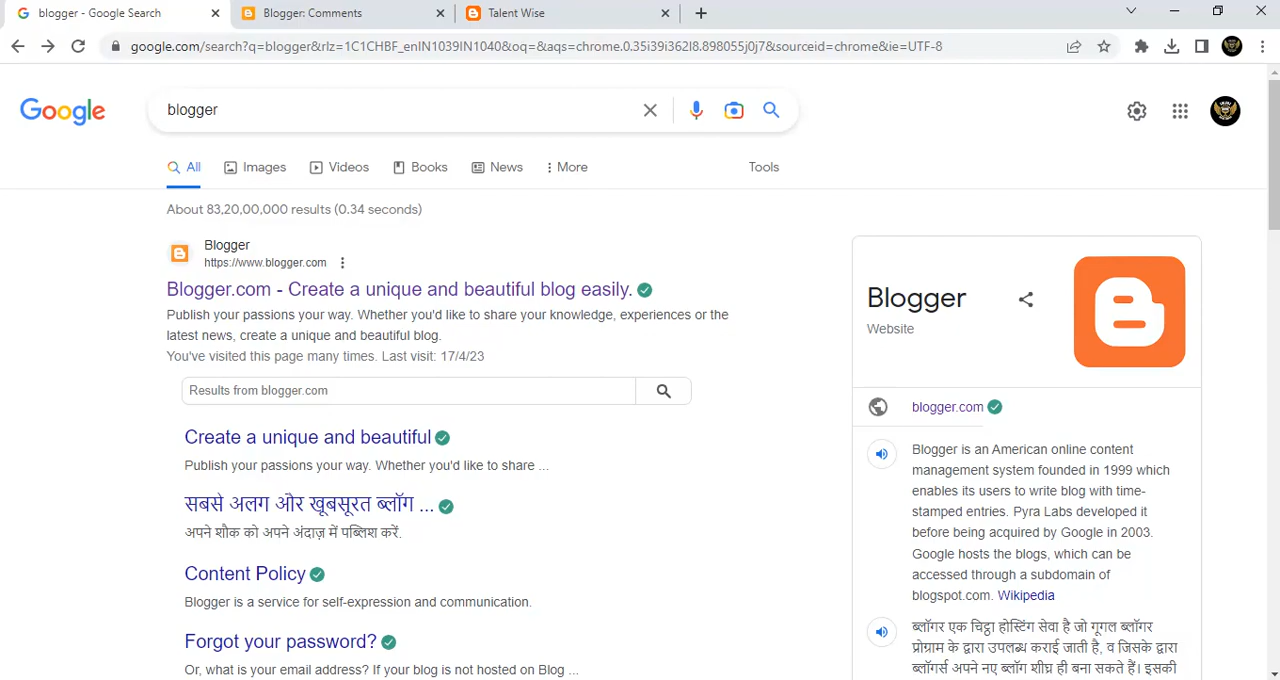 blogger - Google Search
Blogger: Comments
Talent Wise
google.com/search?q=blogger&rlz=1C1CHBF_enIN1039IN1040&oq=&aqs=chrome.0.35i39i362l8.898055j0j7&sourceid=chrome&ie=UTF-8
Google
blogger
All
Images
Videos
Books
News
More
Tools
About 83,20,00,000 results (0.34 seconds)
Blogger
https://www.blogger.com
Blogger.com - Create a unique and beautiful blog easily.
Publish your passions your way. Whether you'd like to share your knowledge, experiences or the
latest news, create a unique and beautiful blog.
You've visited this page many times. Last visit: 17/4/23
Results from blogger.com
Create a unique and beautiful
Publish your passions your way. Whether you'd like to share ...
सबसे अलग और खूबसूरत ब्लॉग ...
अपने शौक को अपने अंदाज़ में पब्लिश करें.
Content Policy
Blogger is a service for self-expression and communication.
Forgot your password?
Or, what is your email address? If your blog is not hosted on Blog ...
Blogger
Website
blogger.com
Blogger is an American online content
management system founded in 1999 which
enables its users to write blog with time-
stamped entries. Pyra Labs developed it
before being acquired by Google in 2003.
Google hosts the blogs, which can be
accessed through a subdomain of
blogspot.com. Wikipedia
ब्लॉगर एक चिट्ठा होस्टिंग सेवा है जो गूगल ब्लॉगर
प्रोग्राम के द्वारा उपलब्ध कराई जाती है, व जिसके द्वारा
ब्लॉगर्स अपने नए ब्लॉग शीघ्र ही बना सकते हैं। इसकी